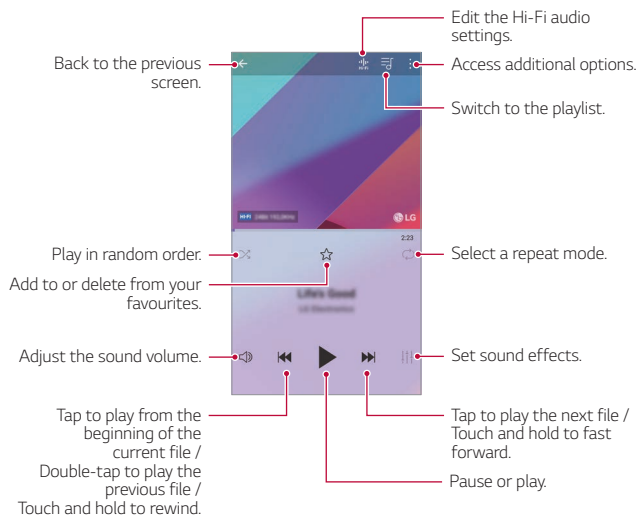 Edit the Hi-Fi audio
settings.
Back to the previous
screen.
Access additional options.
Switch to the playlist.
HI-FI
LG
2:23
Play in random order.
Select a repeat mode.
Add to or delete from your
favourites.
Life's Good
LG Electronics
Adjust the sound volume.
Set sound effects.
Tap to play from the
beginning of the
current file /
Double-tap to play the
previous file /
Touch and hold to rewind.
Tap to play the next file /
Touch and hold to fast
forward.
Pause or play.